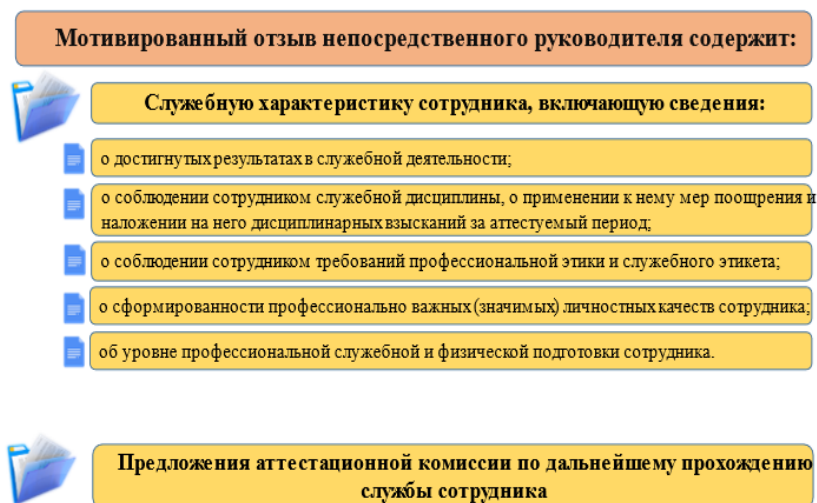 Мотивированный отзыв непосредственного руководителя содержит:
Служебную характеристику сотрудника, включающую сведения:
о достигнутых результатах в служебной деятельности;
о соблюдении сотрудником служебной дисциплины, о применении к нему мер поощрения и
наложении на него дисциплинарных взысканий за аттестуемый период;
о соблюдении сотрудником требований профессиональной этики и служебного этикета;
о сформированности профессионально важных (значимых) личностных качеств сотрудника;
об уровне профессиональной служебной и физической подготовки сотрудника.
Предложения аттестационной комиссии по дальнейшему прохождению
службы сотрудника